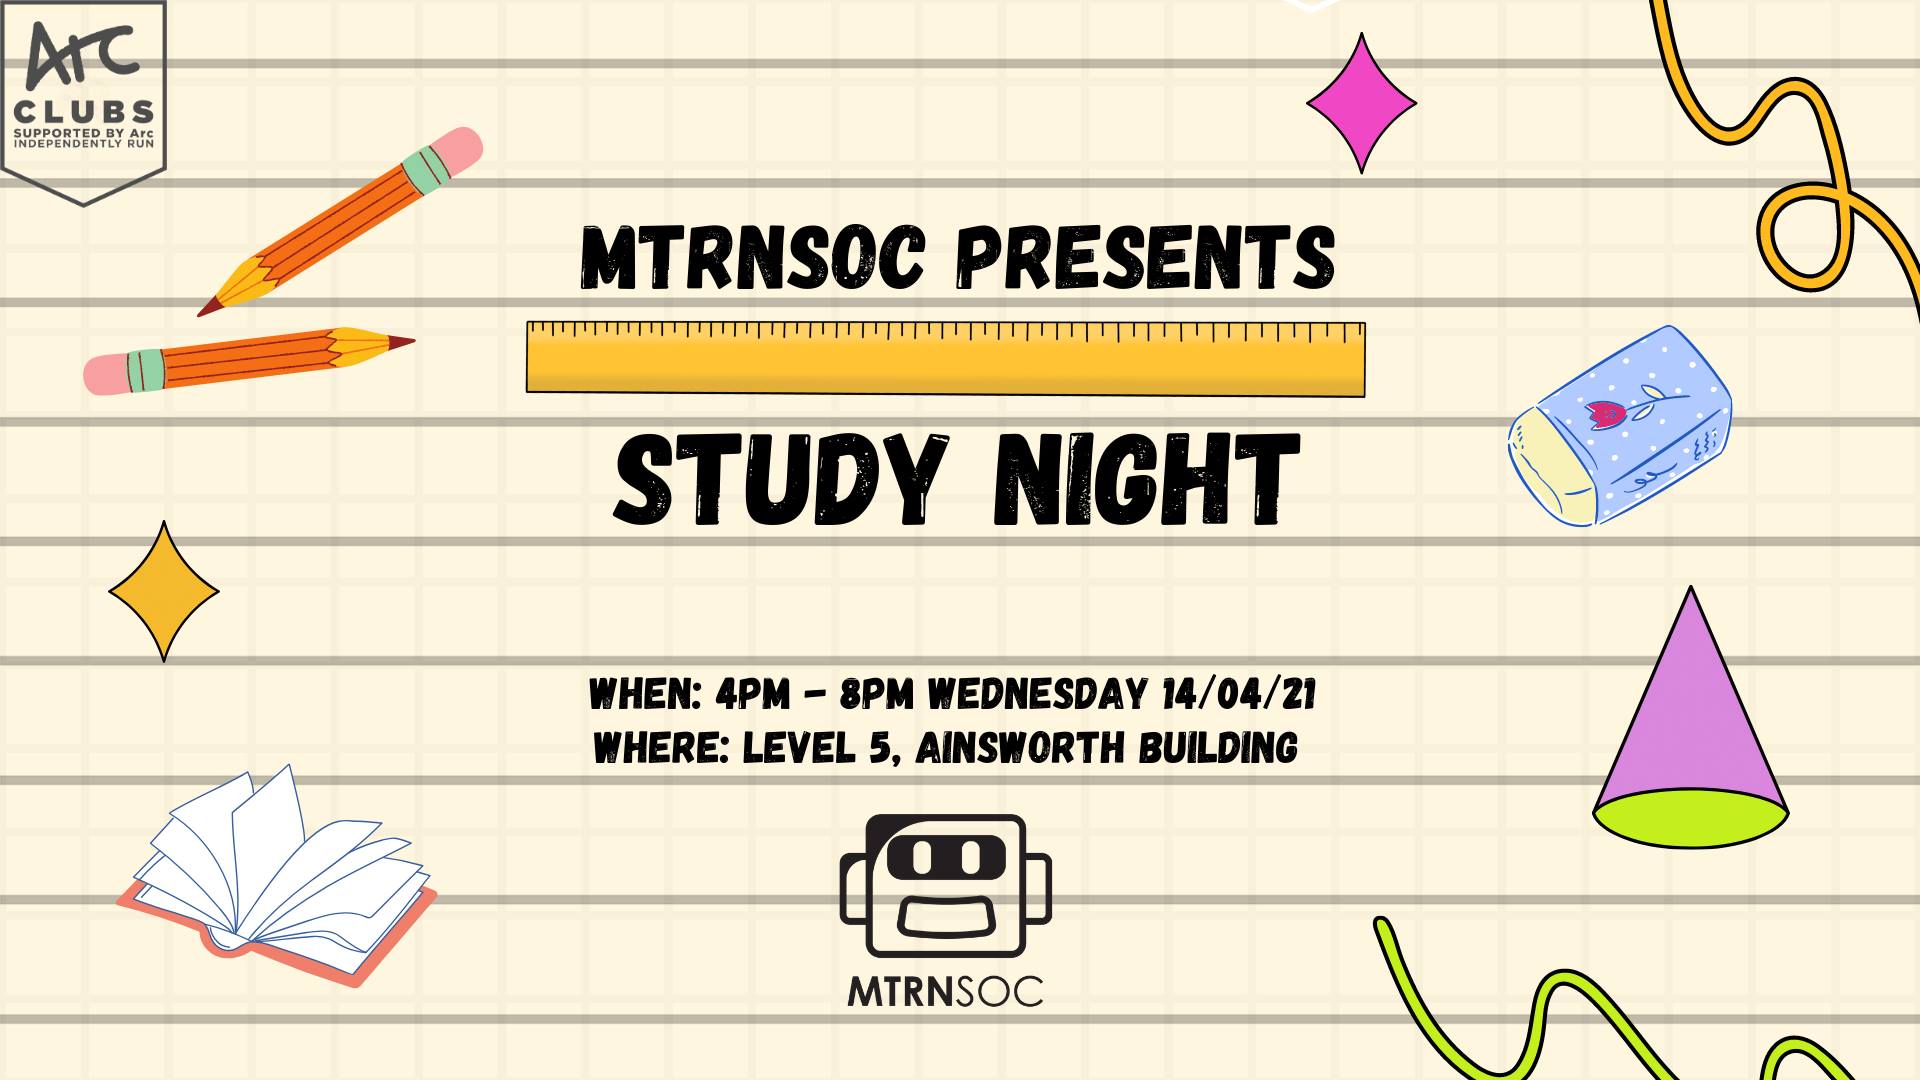 Arc
CLUBS
SUPPORTED BY Arc
INDEPENDENTLY RUN
MTRNSOC PRESENTS
STUDY NIGHT
WHEN: 4PM – 8PM WEDNESDAY 14/04/21
WHERE: LEVEL 5, AINSWORTH BUILDING
MTRNSOC